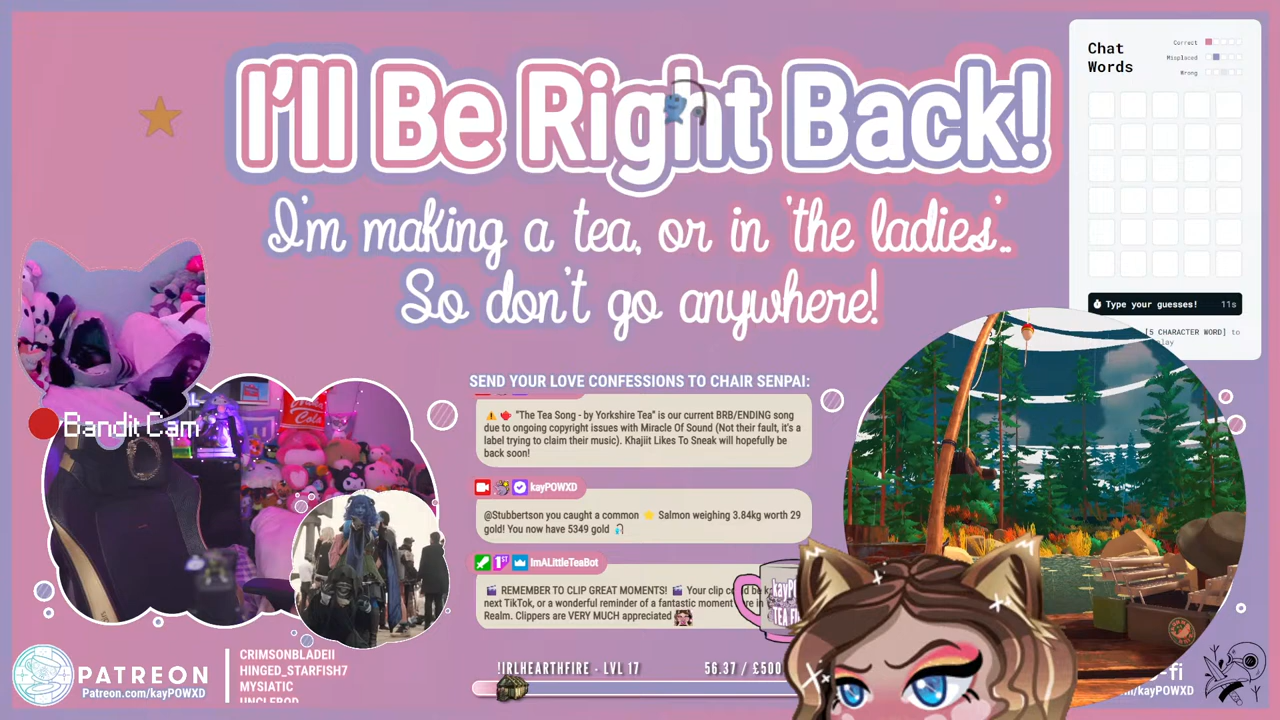 I'll Be Right Back!
I'm making a tea, or in 'the ladies'..
So don't go anywhere!
Chat
Words
Correct
Misplaced
Wrong
Type your guesses! 11s
[5 CHARACTER WORD] to
Bandit Cam
SEND YOUR LOVE CONFESSIONS TO CHAIR SENPAI:
"The Tea Song - by Yorkshire Tea" is our current BRB/ENDING song
due to ongoing copyright issues with Miracle Of Sound (Not their fault, it's a
label trying to claim their music). Khajiit Likes To Sneak will hopefully be
back soon!
kayPOWXD
@Stubbertson you caught a common Salmon weighing 3.84kg worth 29
gold! You now have 5349 gold
1ST ImALittleTeaBot
REMEMBER TO CLIP GREAT MOMENTS! Your clip
next TikTok, or a wonderful reminder of a fantastic moment in
Realm. Clippers are VERY MUCH appreciated
!IRLHEARTHFIRE - LVL 17 56.37 / £500
PATREON
Patreon.com/kayPOWXD
CRIMSONBLADEII
HINGED_STARFISH7
MYSIATIC
UNCLEBOD
-fi
/kayPOWXD